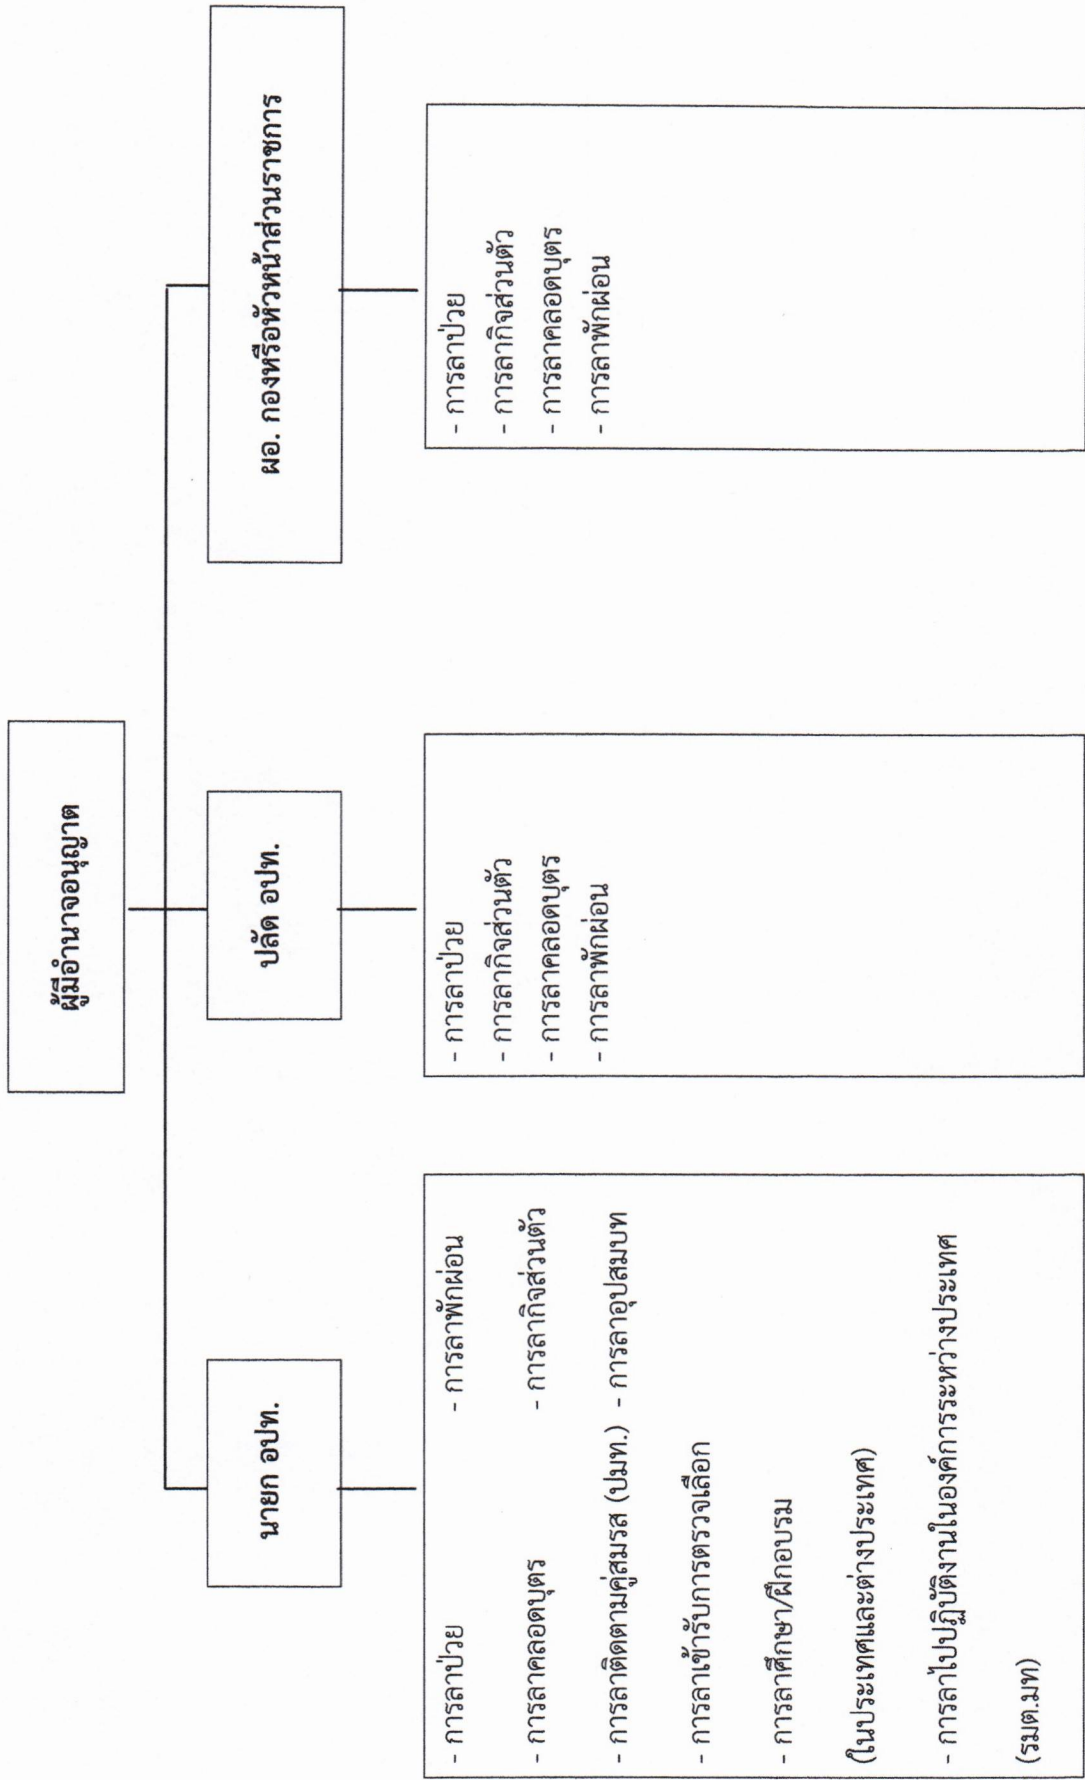 ผู้มีอำนาจอนุญาต
นายก อปท.
- การลาป่วย - การลาพักผ่อน
- การลาคลอดบุตร - การลากิจส่วนตัว
- การลาติดตามคู่สมรส (ปมท.) - การลาอุปสมบท
- การลาเข้ารับการตรวจเลือก
- การลาศึกษา/ฝึกอบรม
(ในประเทศและต่างประเทศ)
- การลาไปปฏิบัติงานในองค์การระหว่างประเทศ
(รมต.มท)
ปลัด อปท.
- การลาป่วย
- การลากิจส่วนตัว
- การลาคลอดบุตร
- การลาพักผ่อน
ผอ. กองหรือหัวหน้าส่วนราชการ
- การลาป่วย
- การลากิจส่วนตัว
- การลาคลอดบุตร
- การลาพักผ่อน